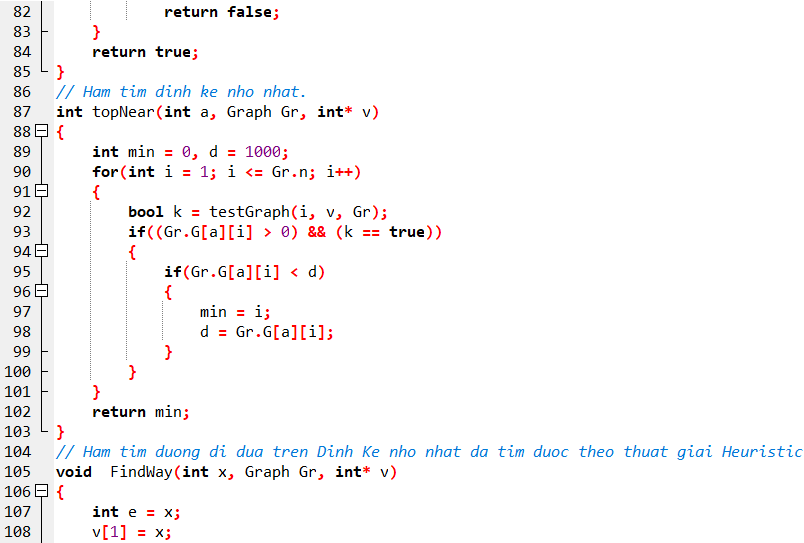 82 return false;
83 }
84 return true;
85 }
86 // Ham tim dinh ke nho nhat.
87 int topNear(int a, Graph Gr, int* v)
88 {
89 int min = 0, d = 1000;
90 for(int i = 1; i <= Gr.n; i++)
91 {
92 bool k = testGraph(i, v, Gr);
93 if((Gr.G[a][i] > 0) && (k == true))
94 {
95 if(Gr.G[a][i] < d)
96 {
97 min = i;
98 d = Gr.G[a][i];
99 }
100 }
101 }
102 return min;
103 }
104 // Ham tim duong di dua tren Dinh Ke nho nhat da tim duoc theo thuat giai Heuristic
105 void FindWay(int x, Graph Gr, int* v)
106 {
107 int e = x;
108 v[1] = x;